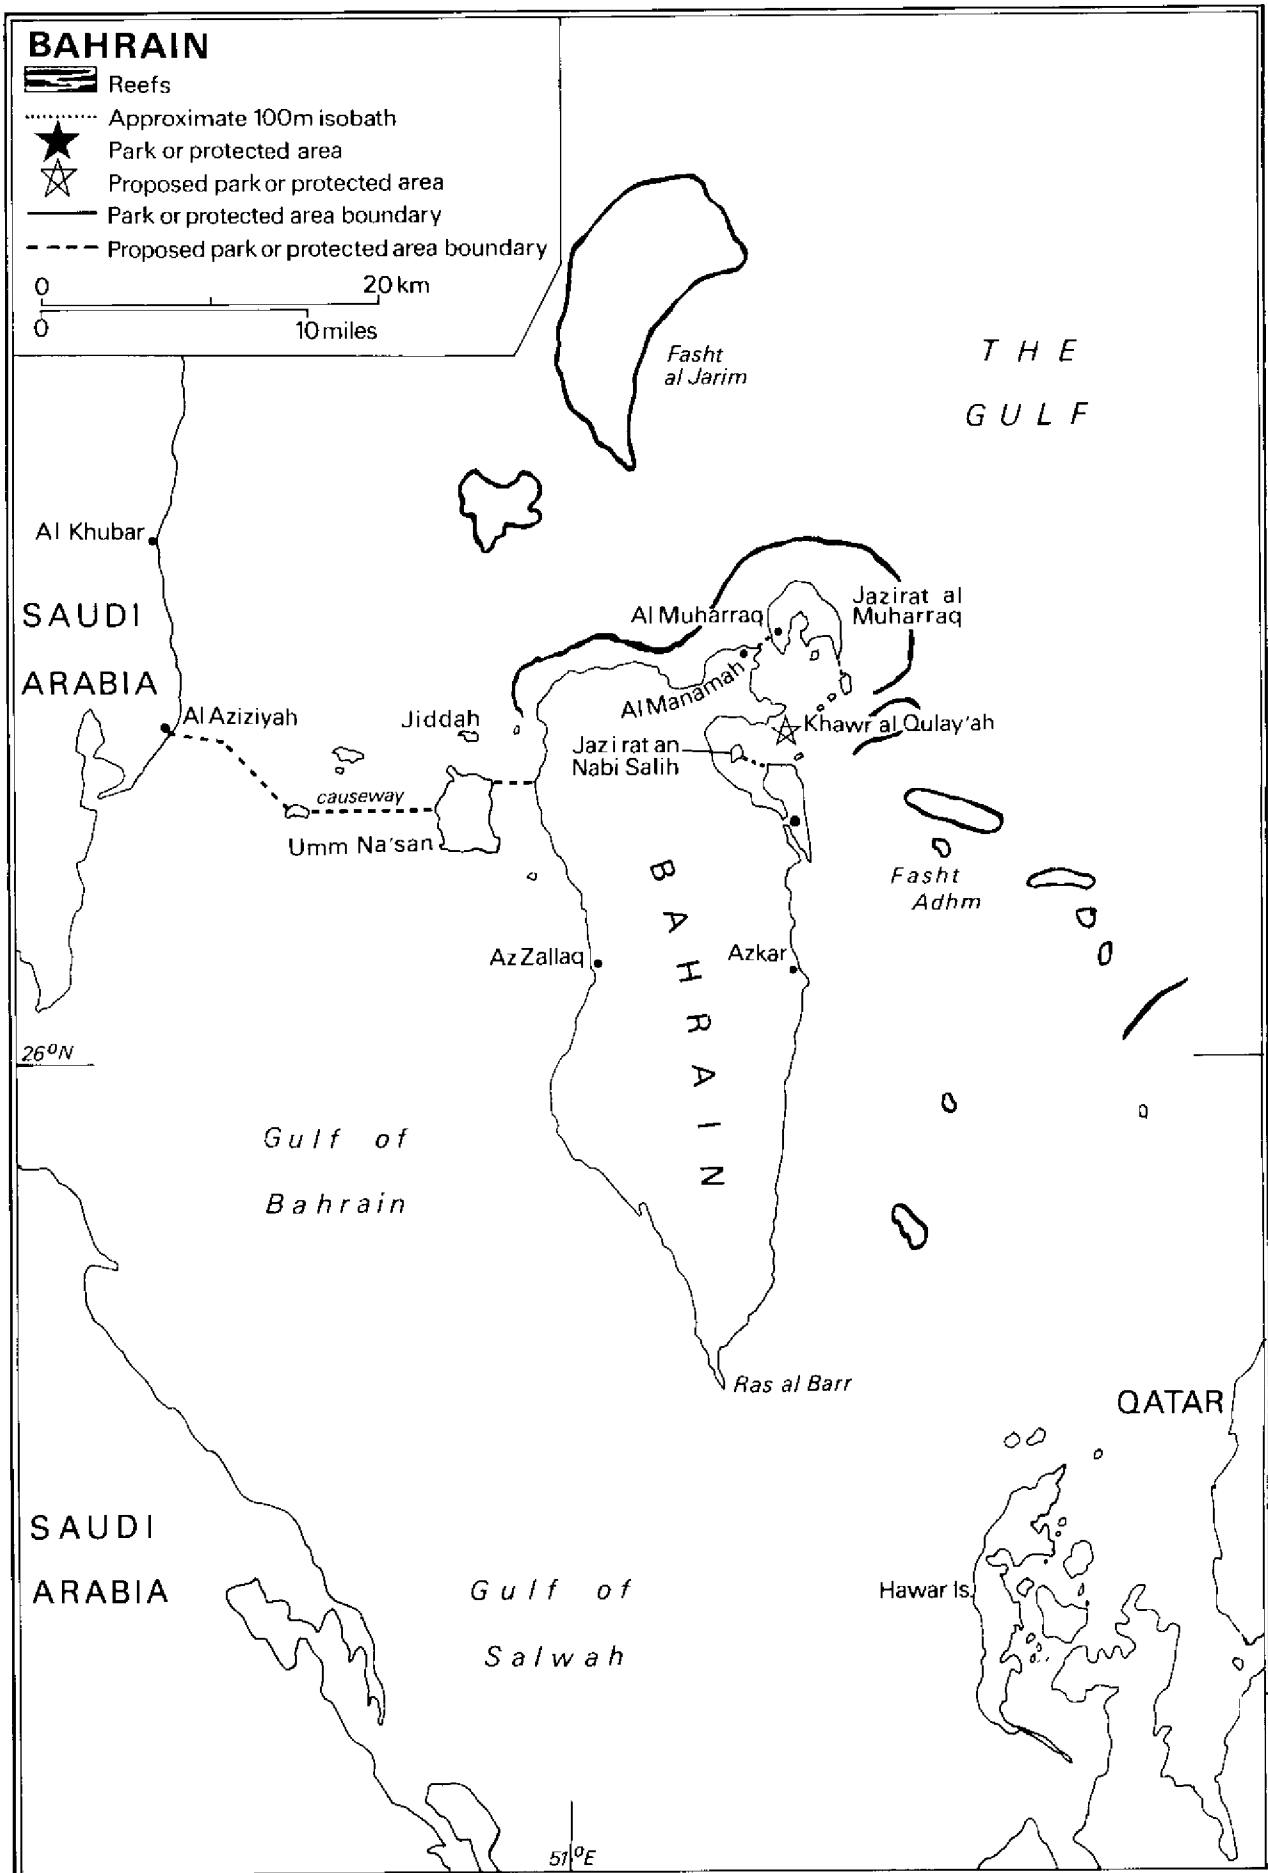 BAHRAIN
Reefs
Approximate 100m isobath
Park or protected area
Proposed park or protected area
Park or protected area boundary
Proposed park or protected area boundary
0 20 km
0 10 miles
THE
GULF
Fasht
al Jarim
Al Khubar
SAUDI
ARABIA
Al Muharraq
Jazirat al
Muharraq
Al Manamah
Al Aziziyah
Jiddah
Khawr al Qulay'ah
Jazirat an
Nabi Salih
causeway
Umm Na'san
Fasht
Adhm
BAHRAIN
Az Zallaq
Azkar
26°N
Gulf of
Bahrain
Ras al Barr
QATAR
SAUDI
ARABIA
Gulf of
Salwah
Hawar Is.
51°E